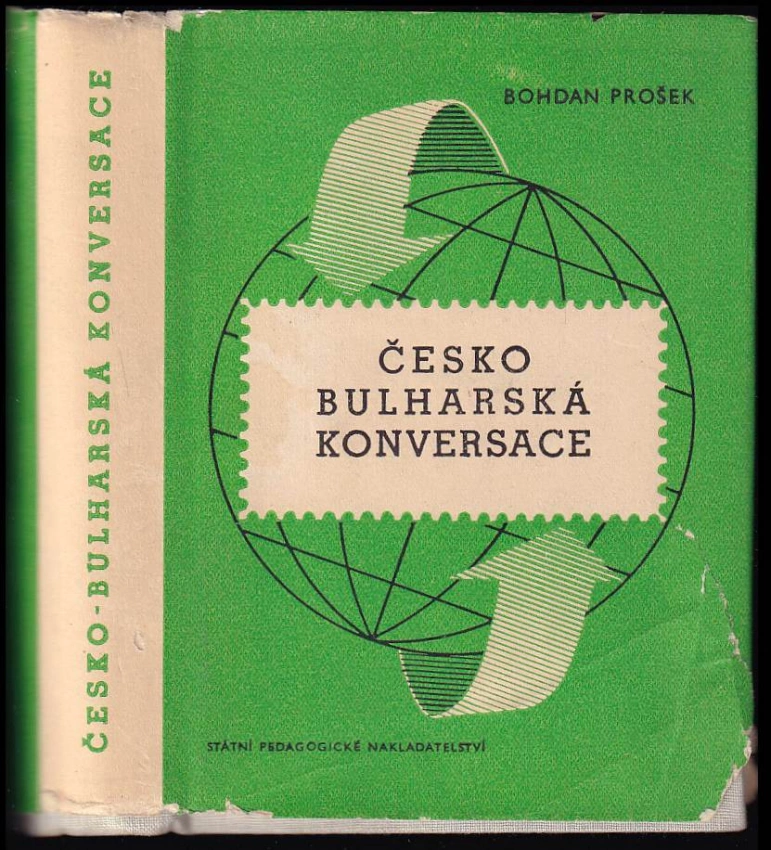 ČESKO-BULHARSKÁ KONVERSACE
BOHDAN PROŠEK
ČESKO
BULHARSKÁ
KONVERSACE
STÁTNÍ PEDAGOGICKÉ NAKLADATELSTVÍ